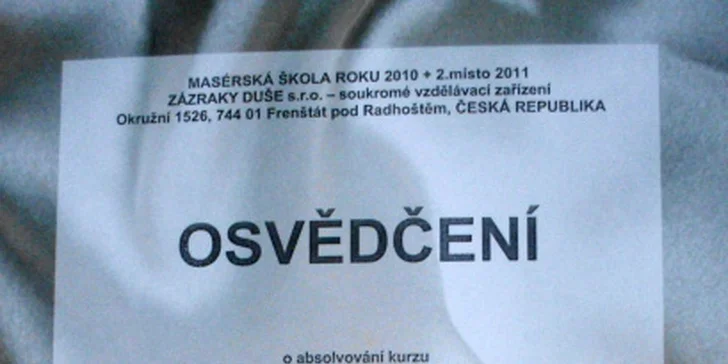 MASÉRSKÁ ŠKOLA ROKU 2010 + 2.místo 2011
ZÁZRAKY DUŠE s.r.o. – soukromé vzdělávací zařízení
Okružní 1526, 744 01 Frenštát pod Radhoštěm, ČESKÁ REPUBLIKA
OSVĚDČENÍ
o absolvování kurzu